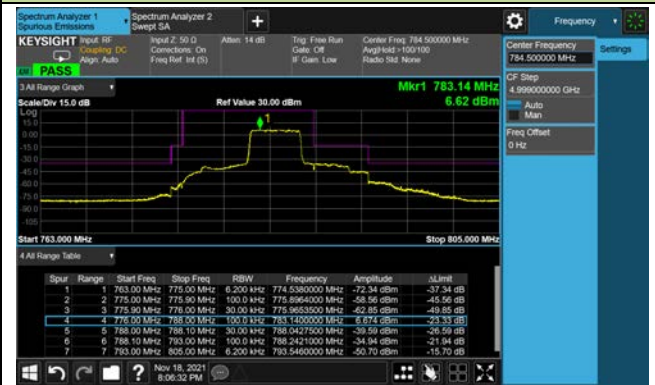 Spectrum Analyzer 1
Spurious Emissions
Spectrum Analyzer 2
Swept SA
+
Frequency
KEYSIGHT
Input: RF
Coupling: DC
Align: Auto
Input Z: 50 Ω
Corrections: On
Freq Ref: Int (S)
Atten: 14 dB
Trig: Free Run
Gate: Off
IF Gain: Low
Center Freq: 784.500000 MHz
Avg|Hold:>100/100
Radio Std: None
PASS
Center Frequency
784.500000 MHz
Settings
CF Step
4.999000000 GHz
Auto
Man
Freq Offset
0 Hz
3 All Range Graph
Mkr1 783.14 MHz
6.62 dBm
Scale/Div 15.0 dB
Ref Value 30.00 dBm
Log
15.0
0.00
-15.0
-30.0
-45.0
-60.0
-75.0
-90.0
-105
1
Start 763.000 MHz
Stop 805.000 MHz
4 All Range Table
Spur Range Start Freq Stop Freq RBW Frequency Amplitude ΔLimit
1 1 763.00 MHz 775.00 MHz 6.200 kHz 774.5380000 MHz -72.34 dBm -37.34 dB
2 2 775.00 MHz 775.90 MHz 100.0 kHz 775.8964000 MHz -58.56 dBm -45.56 dB
3 3 775.90 MHz 776.00 MHz 30.00 kHz 775.9653500 MHz -62.85 dBm -49.85 dB
4 4 776.00 MHz 788.00 MHz 100.0 kHz 783.1400000 MHz 6.674 dBm -23.33 dB
5 5 788.00 MHz 788.10 MHz 30.00 kHz 788.0427500 MHz -39.59 dBm -26.59 dB
6 6 788.10 MHz 793.00 MHz 100.0 kHz 788.2421000 MHz -34.94 dBm -21.94 dB
7 7 793.00 MHz 805.00 MHz 6.200 kHz 793.5460000 MHz -50.70 dBm -15.70 dB
?
Nov 18, 2021
8:06:32 PM